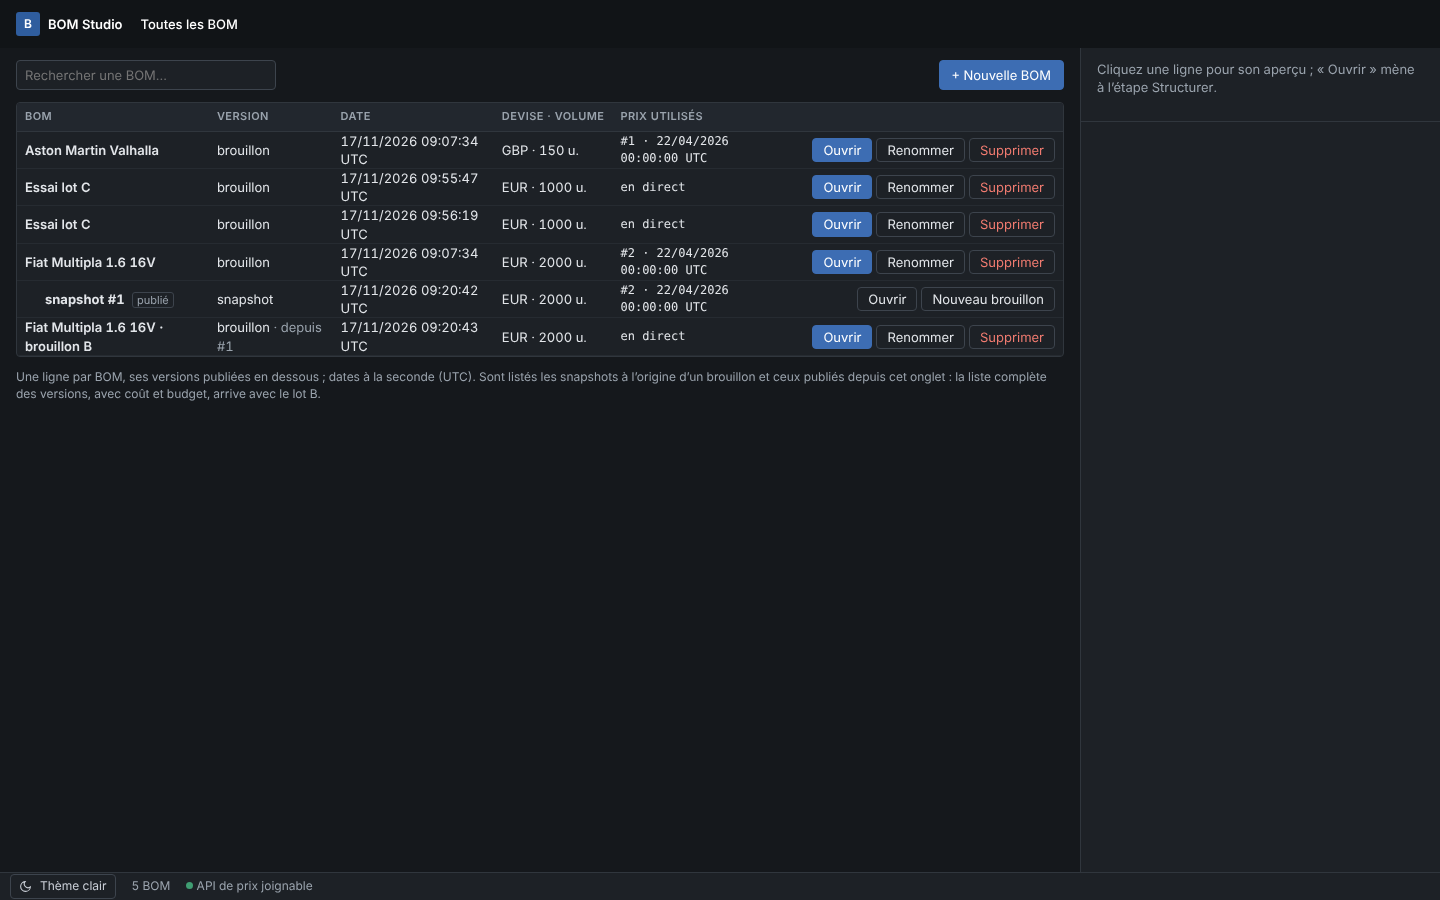 B BOM Studio Toutes les BOM
Rechercher une BOM…
+ Nouvelle BOM
Cliquez une ligne pour son aperçu ; « Ouvrir » mène
à l’étape Structurer.
BOM VERSION DATE DEVISE · VOLUME PRIX UTILISÉS
Aston Martin Valhalla brouillon 17/11/2026 09:07:34 UTC GBP · 150 u. #1 · 22/04/2026 00:00:00 UTC Ouvrir Renommer Supprimer
Essai lot C brouillon 17/11/2026 09:55:47 UTC EUR · 1000 u. en direct Ouvrir Renommer Supprimer
Essai lot C brouillon 17/11/2026 09:56:19 UTC EUR · 1000 u. en direct Ouvrir Renommer Supprimer
Fiat Multipla 1.6 16V brouillon 17/11/2026 09:07:34 UTC EUR · 2000 u. #2 · 22/04/2026 00:00:00 UTC Ouvrir Renommer Supprimer
snapshot #1 publié snapshot 17/11/2026 09:20:42 UTC EUR · 2000 u. #2 · 22/04/2026 00:00:00 UTC Ouvrir Nouveau brouillon
Fiat Multipla 1.6 16V · brouillon B brouillon · depuis #1 17/11/2026 09:20:43 UTC EUR · 2000 u. en direct Ouvrir Renommer Supprimer
Une ligne par BOM, ses versions publiées en dessous ; dates à la seconde (UTC). Sont listés les snapshots à l’origine d’un brouillon et ceux publiés depuis cet onglet : la liste complète
des versions, avec coût et budget, arrive avec le lot B.
Thème clair 5 BOM API de prix joignable